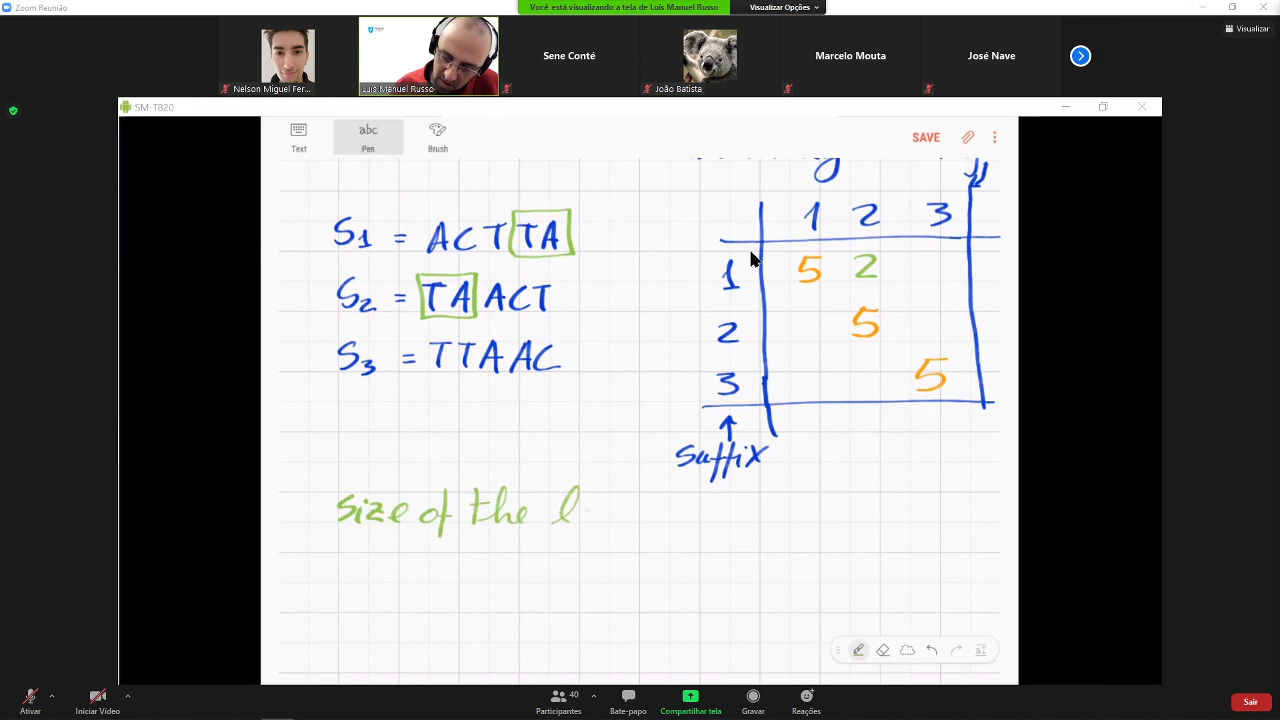 Zoom Reunião
Você está visualizando a tela de Luís Manuel Russo
Visualizar Opções
Visualizar
Nelson Miguel Fer...
Luís Manuel Russo
Sene Conté
João Batista
Marcelo Mouta
José Nave
SM-T820
Text
abc
Pen
Brush
SAVE
1 2 3
S1 = ACTTTA
1 5 2
S2 = TAACT
2 5
S3 = TTAAC
3 5
suffix
size of the l
Ativar
Iniciar Vídeo
40
Participantes
Bate-papo
Compartilhar tela
Gravar
Reações
Sair